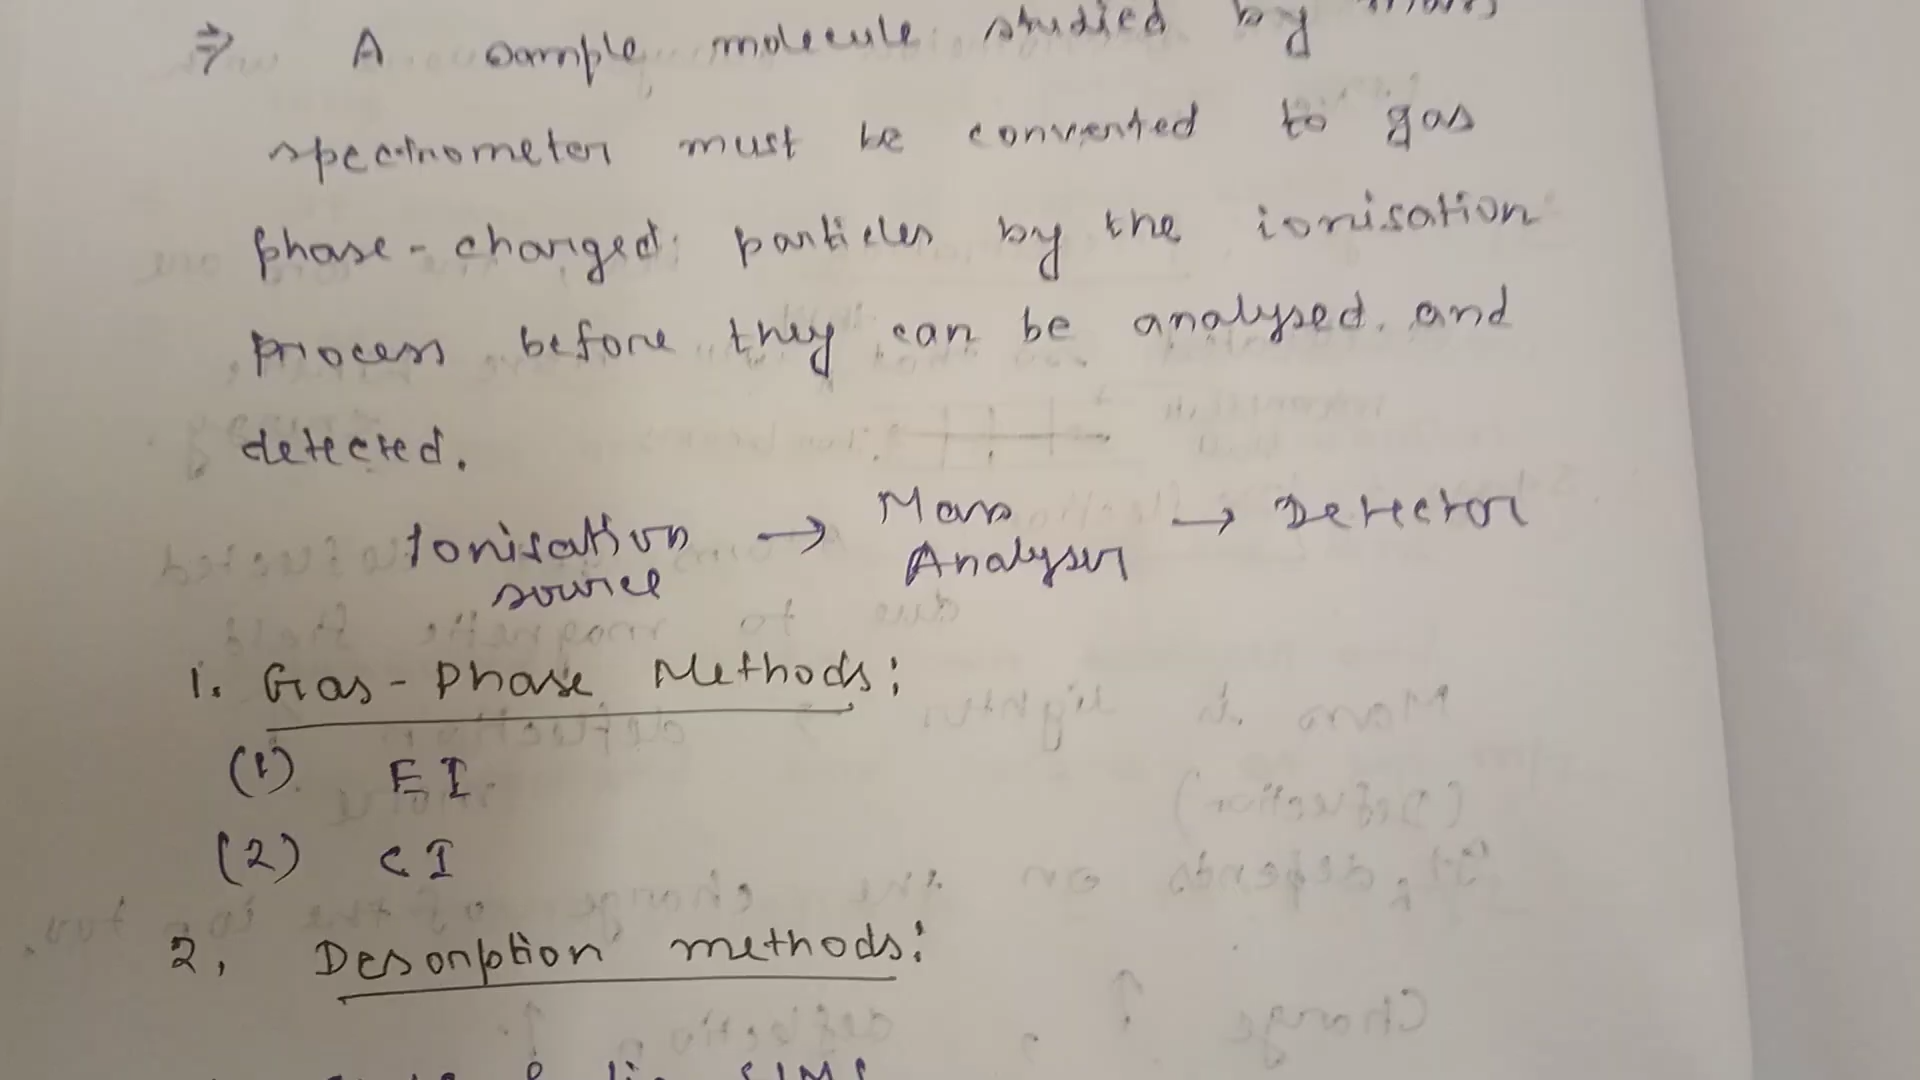 ⇒ A sample molecule studied by mass
spectrometer must be converted to gas
phase-charged particles by the ionisation
process before they can be analysed and
detected.
Ionisation source → Mass Analyser → Detector
1. Gas-Phase Methods:
(1) EI
(2) CI
2. Desorption methods:
SIMS